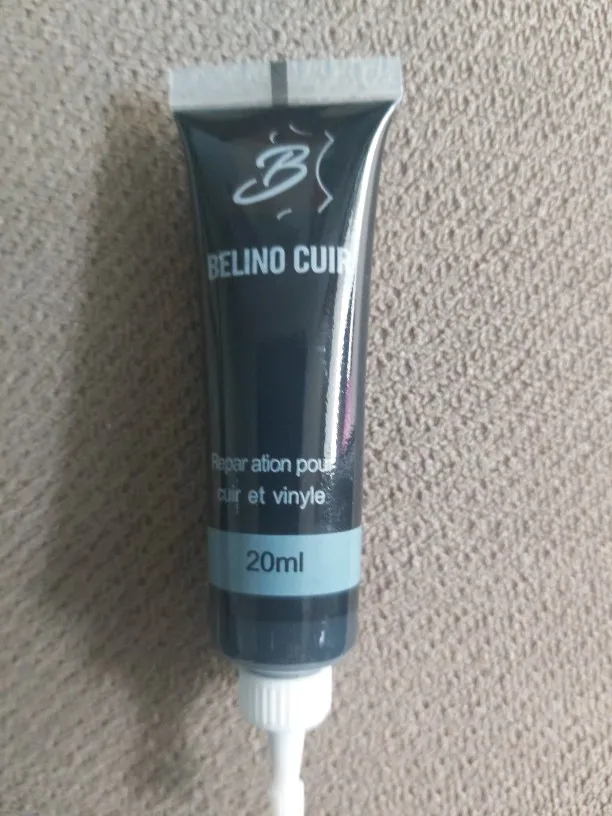 B
BELINO CUIR
Repar ation pour
cuir et vinyle
20ml